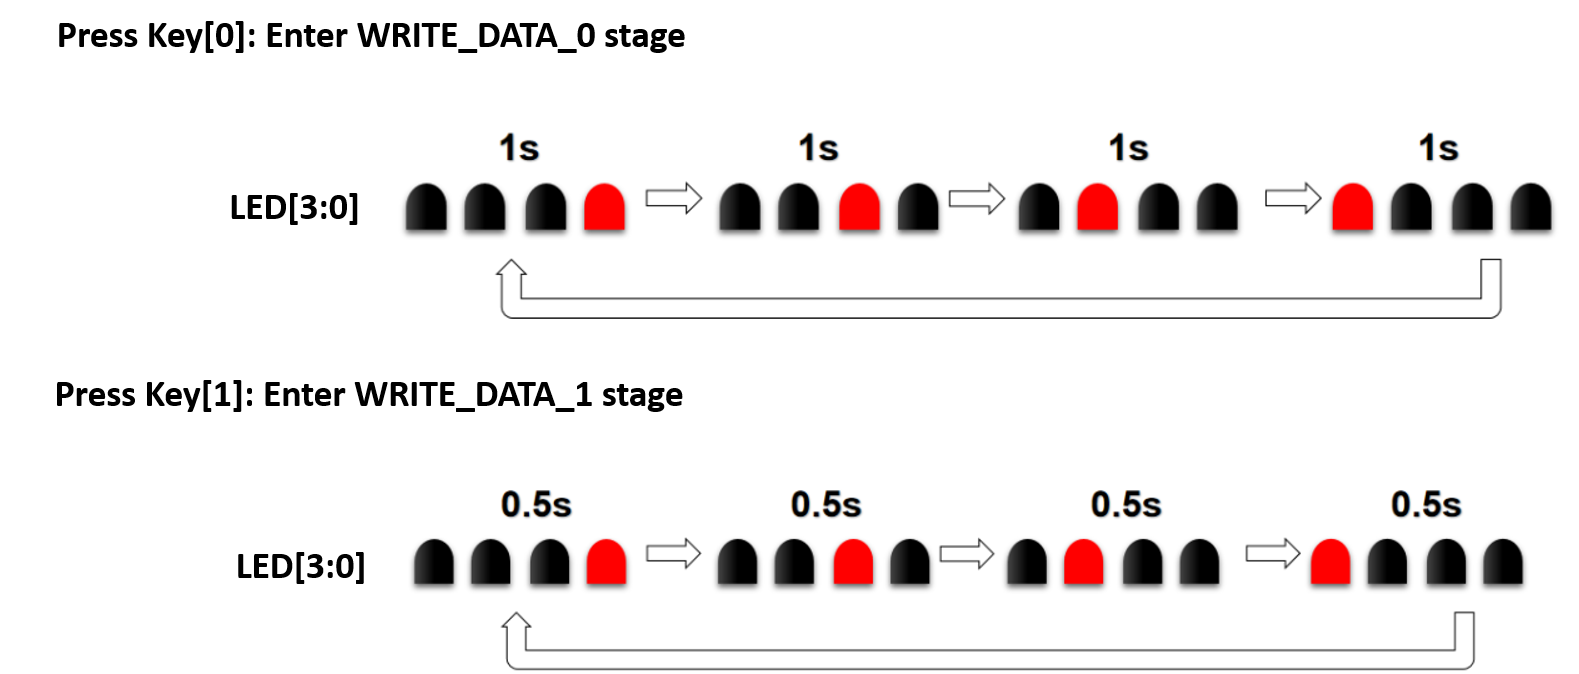 Press Key[0]: Enter WRITE_DATA_0 stage
1s 1s 1s 1s
LED[3:0]
Press Key[1]: Enter WRITE_DATA_1 stage
0.5s 0.5s 0.5s 0.5s
LED[3:0]